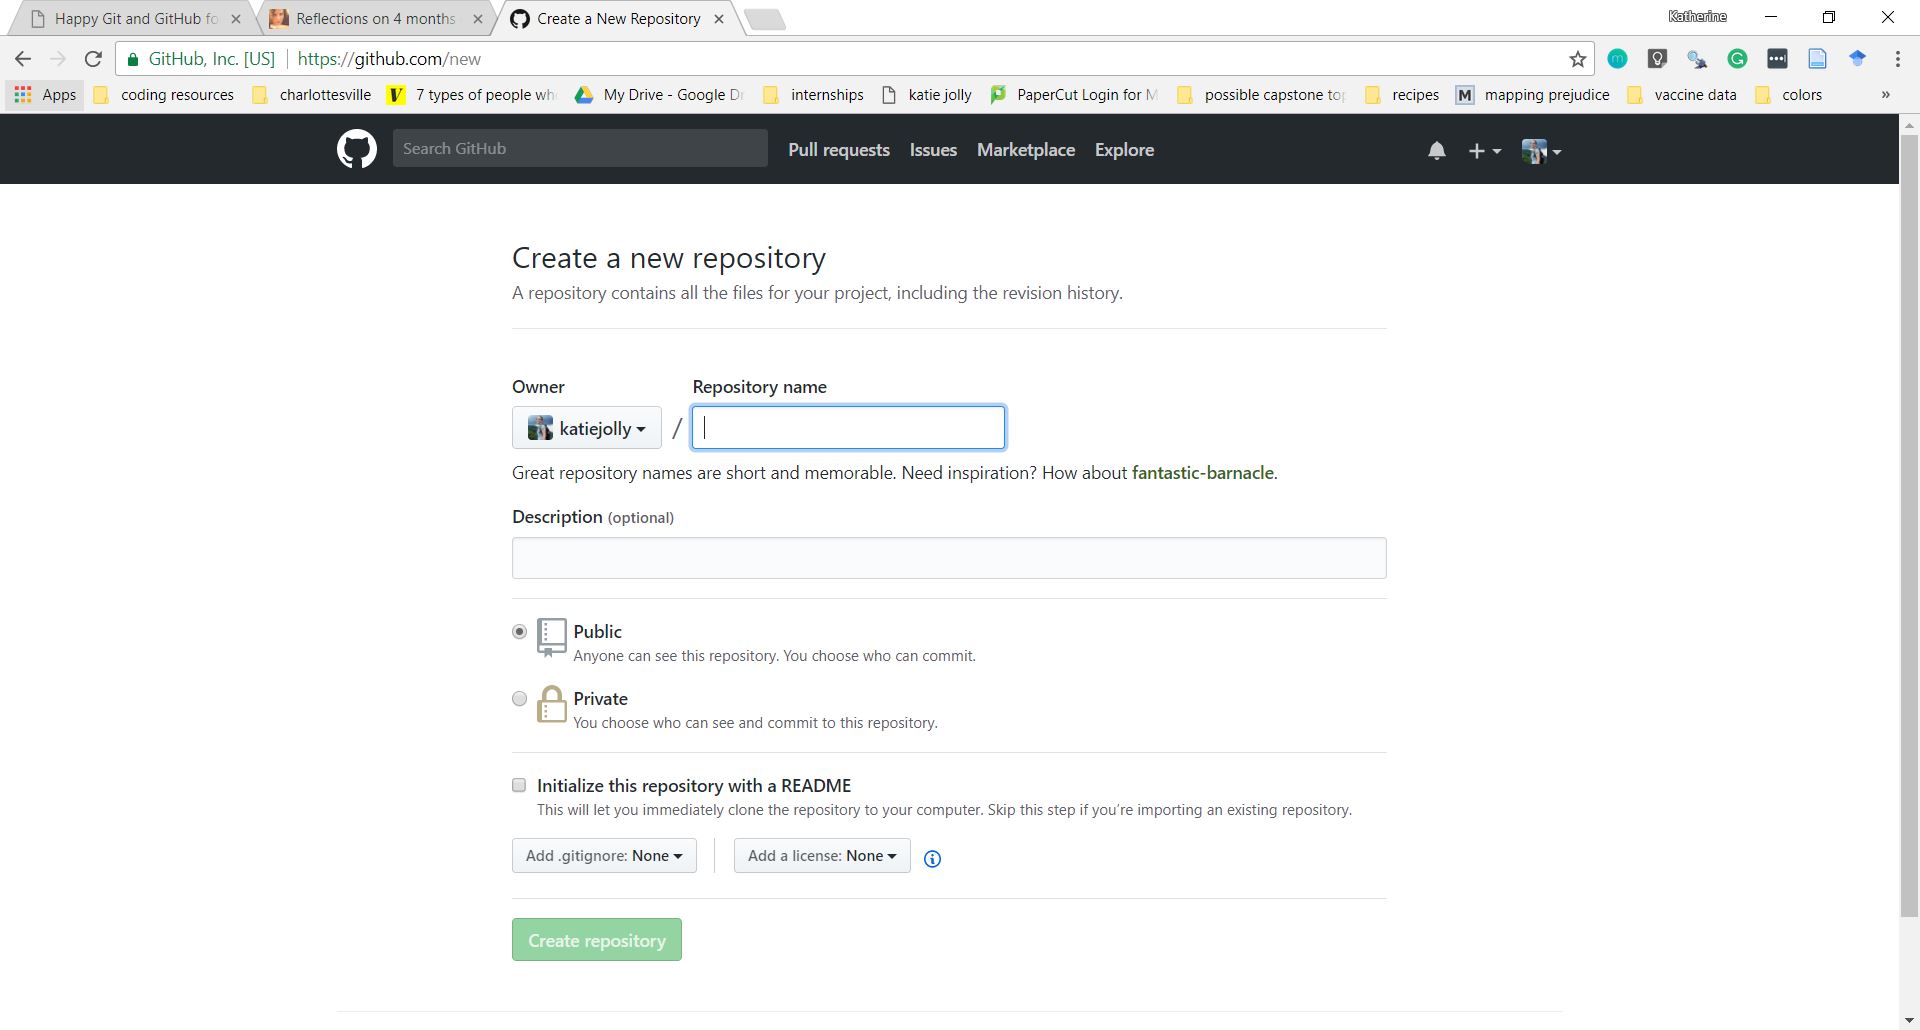 Happy Git and GitHub fo
Reflections on 4 months
Create a New Repository
Katherine
GitHub, Inc. [US]
https://github.com/new
Apps
coding resources
charlottesville
7 types of people wh
My Drive - Google D
internships
katie jolly
PaperCut Login for M
possible capstone to
recipes
M
mapping prejudice
vaccine data
colors
»
Search GitHub
Pull requests
Issues
Marketplace
Explore
Create a new repository
A repository contains all the files for your project, including the revision history.
Owner
Repository name
katiejolly
/
Great repository names are short and memorable. Need inspiration? How about fantastic-barnacle.
Description (optional)
Public
Anyone can see this repository. You choose who can commit.
Private
You choose who can see and commit to this repository.
Initialize this repository with a README
This will let you immediately clone the repository to your computer. Skip this step if you’re importing an existing repository.
Add .gitignore: None
Add a license: None
Create repository